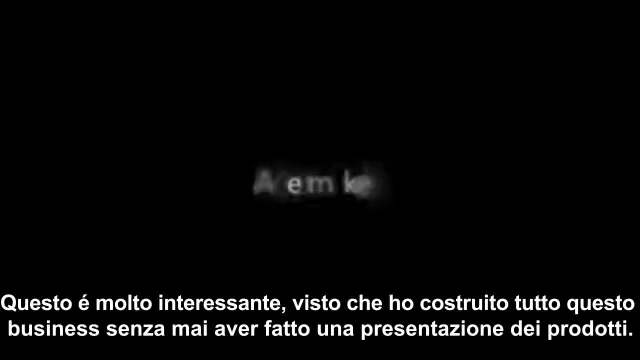 Questo é molto interessante, visto che ho costruito tutto questo
business senza mai aver fatto una presentazione dei prodotti.